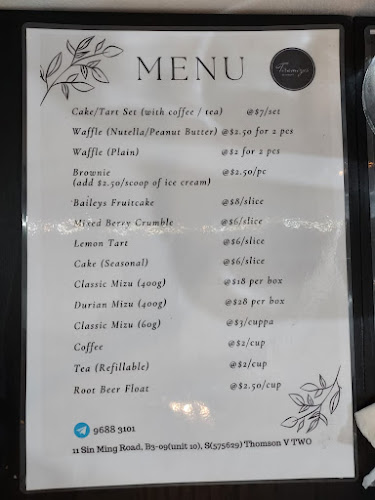 MENU
Tiramizu
Cake/Tart Set (with coffee / tea) @$7/set
Waffle (Nutella/Peanut Butter) @$2.50 for 2 pcs
Waffle (Plain) @$2 for 2 pcs
Brownie @$2.50/pc
(add $2.50/scoop of ice cream)
Baileys Fruitcake @$8/slice
Mixed Berry Crumble @$6/slice
Lemon Tart @$6/slice
Cake (Seasonal) @$6/slice
Classic Mizu (400g) @$18 per box
Durian Mizu (400g) @$28 per box
Classic Mizu (60g) @$3/cuppa
Coffee @$2/cup
Tea (Refillable) @$2/cup
Root Beer Float @$2.50/cup
9688 3101
11 Sin Ming Road, B3-09(unit 10), S(575629) Thomson V TWO